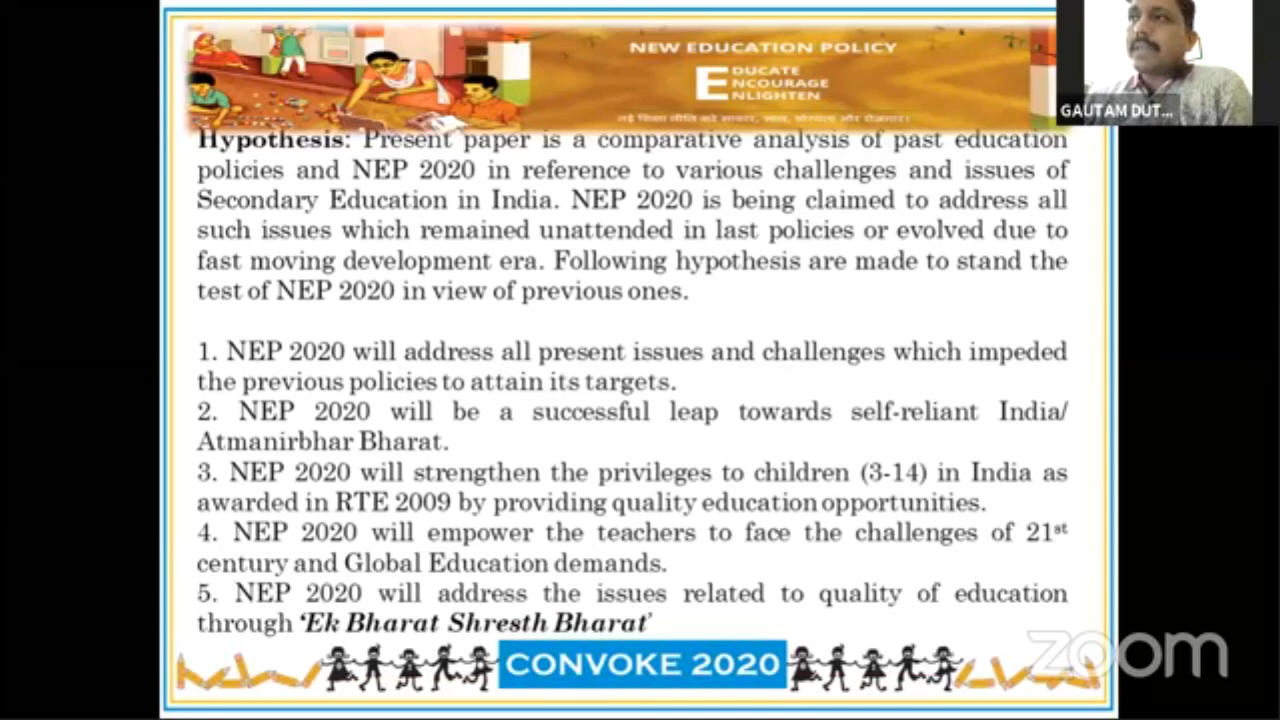 NEW EDUCATION POLICY
EDUCATE
ENCOURAGE
ENLIGHTEN
GAUTAM DUT...
Hypothesis: Present paper is a comparative analysis of past education
policies and NEP 2020 in reference to various challenges and issues of
Secondary Education in India. NEP 2020 is being claimed to address all
such issues which remained unattended in last policies or evolved due to
fast moving development era. Following hypothesis are made to stand the
test of NEP 2020 in view of previous ones.
1. NEP 2020 will address all present issues and challenges which impeded
the previous policies to attain its targets.
2. NEP 2020 will be a successful leap towards self-reliant India/
Atmanirbhar Bharat.
3. NEP 2020 will strengthen the privileges to children (3-14) in India as
awarded in RTE 2009 by providing quality education opportunities.
4. NEP 2020 will empower the teachers to face the challenges of 21st
century and Global Education demands.
5. NEP 2020 will address the issues related to quality of education
through ‘Ek Bharat Shresth Bharat’
CONVOKE 2020
zoom